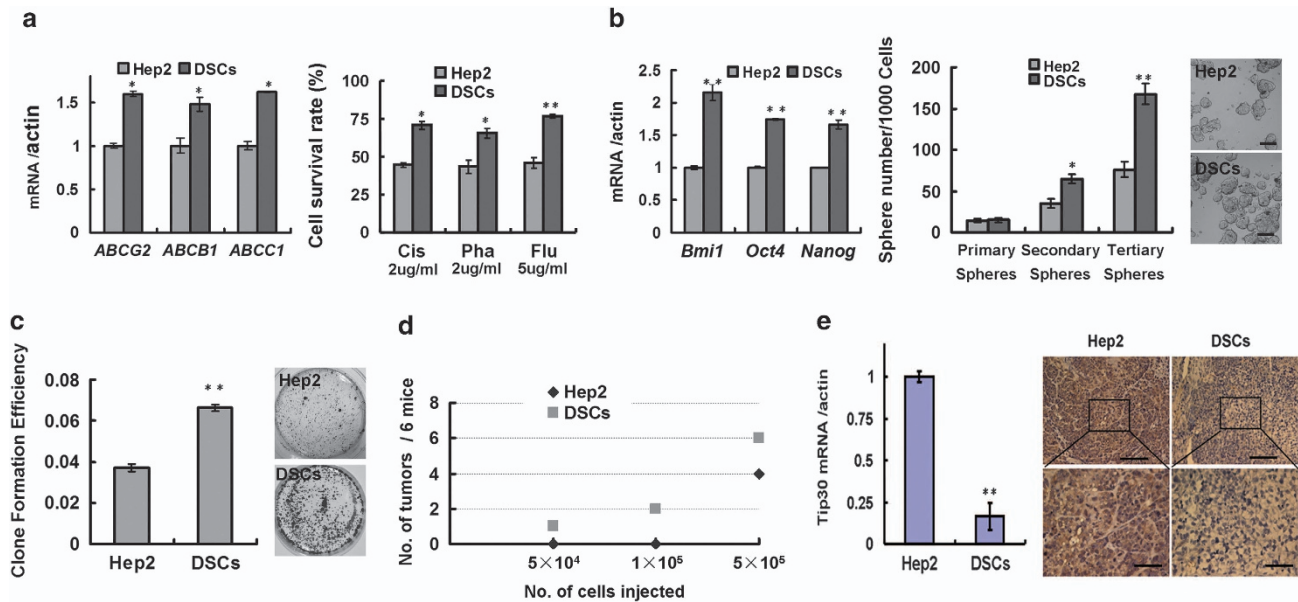 a
Hep2 DSCs
mRNA /actin
1.5
1
0.5
ABCG2 ABCB1 ABCC1
Hep2
DSCs
Cell survival rate (%)
100
75
50
25
0
Cis Pha Flu
2ug/ml 2ug/ml 5ug/ml
* * *
* * **
b
Hep2 DSCs
mRNA /actin
2.5
2
1.5
1
0.5
0
** ** **
Bmi1 Oct4 Nanog
Hep2
DSCs
Sphere number/1000 Cells
200
150
100
50
0
* **
Primary Secondary Tertiary
Spheres Spheres Spheres
Hep2
DSCs
c
Clone Formation Efficiency
0.08
0.06
0.04
0.02
0
**
Hep2 DSCs
Hep2
DSCs
d
Hep2
DSCs
No. of tumors / 6 mice
8
6
4
2
0
5×10⁴ 1×10⁵ 5×10⁵
No. of cells injected
e
Tip30 mRNA /actin
1
0.75
0.5
0.25
0
**
Hep2 DSCs
Hep2 DSCs